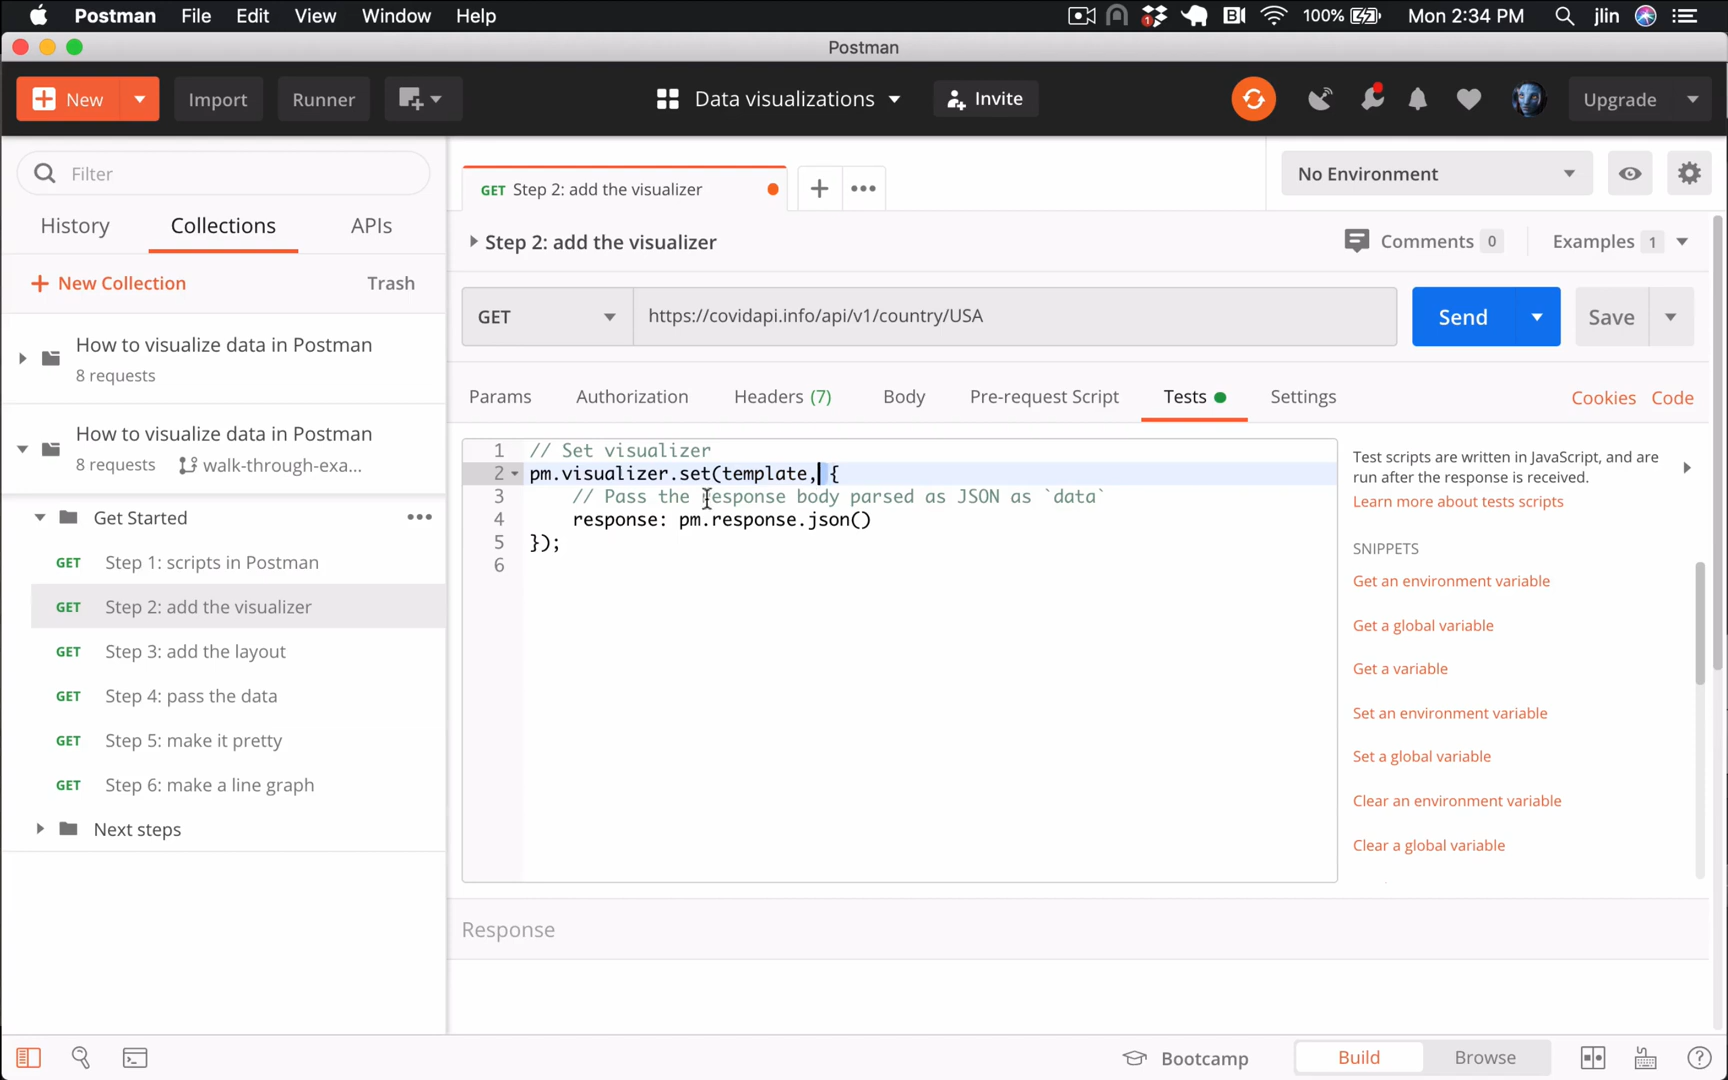 Postman File Edit View Window Help 1 100% Mon 2:34 PM jlin
Postman
New Import Runner Data visualizations Invite Upgrade
Filter
History Collections APIs
New Collection Trash
How to visualize data in Postman
8 requests
How to visualize data in Postman
8 requests walk-through-exa...
Get Started
GET Step 1: scripts in Postman
GET Step 2: add the visualizer
GET Step 3: add the layout
GET Step 4: pass the data
GET Step 5: make it pretty
GET Step 6: make a line graph
Next steps
GET Step 2: add the visualizer
No Environment
Step 2: add the visualizer Comments 0 Examples 1
GET https://covidapi.info/api/v1/country/USA Send Save
Params Authorization Headers (7) Body Pre-request Script Tests Settings Cookies Code
1 // Set visualizer
2 pm.visualizer.set(template, {
3 // Pass the response body parsed as JSON as `data`
4 response: pm.response.json()
5 });
6
Test scripts are written in JavaScript, and are
run after the response is received.
Learn more about tests scripts
SNIPPETS
Get an environment variable
Get a global variable
Get a variable
Set an environment variable
Set a global variable
Clear an environment variable
Clear a global variable
Response
Bootcamp Build Browse